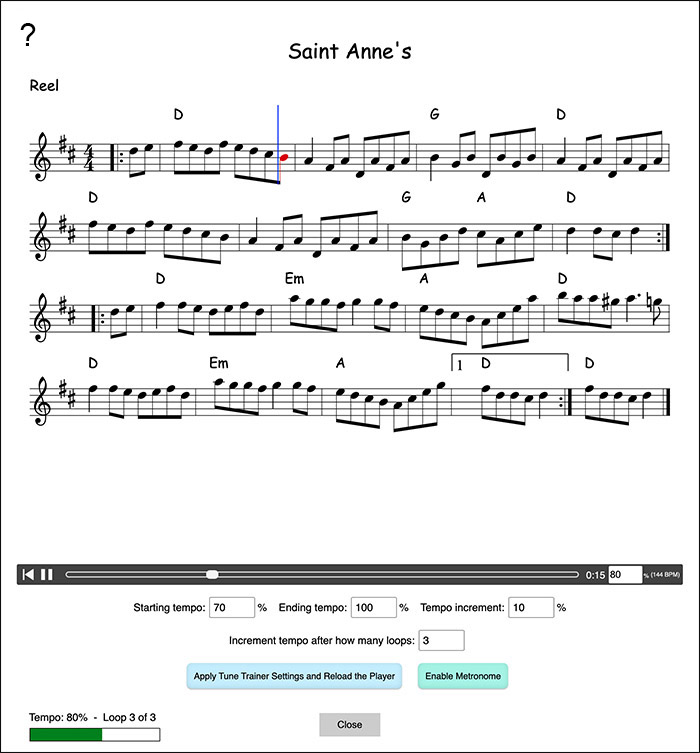 ?
Saint Anne's
Reel
D G D
4
4
D G A D
D Em A D
D Em A 1 D D
0:15 80 % (144 BPM)
Starting tempo: 70 % Ending tempo: 100 % Tempo increment: 10 %
Increment tempo after how many loops: 3
Apply Tune Trainer Settings and Reload the Player Enable Metronome
Tempo: 80% - Loop 3 of 3
Close